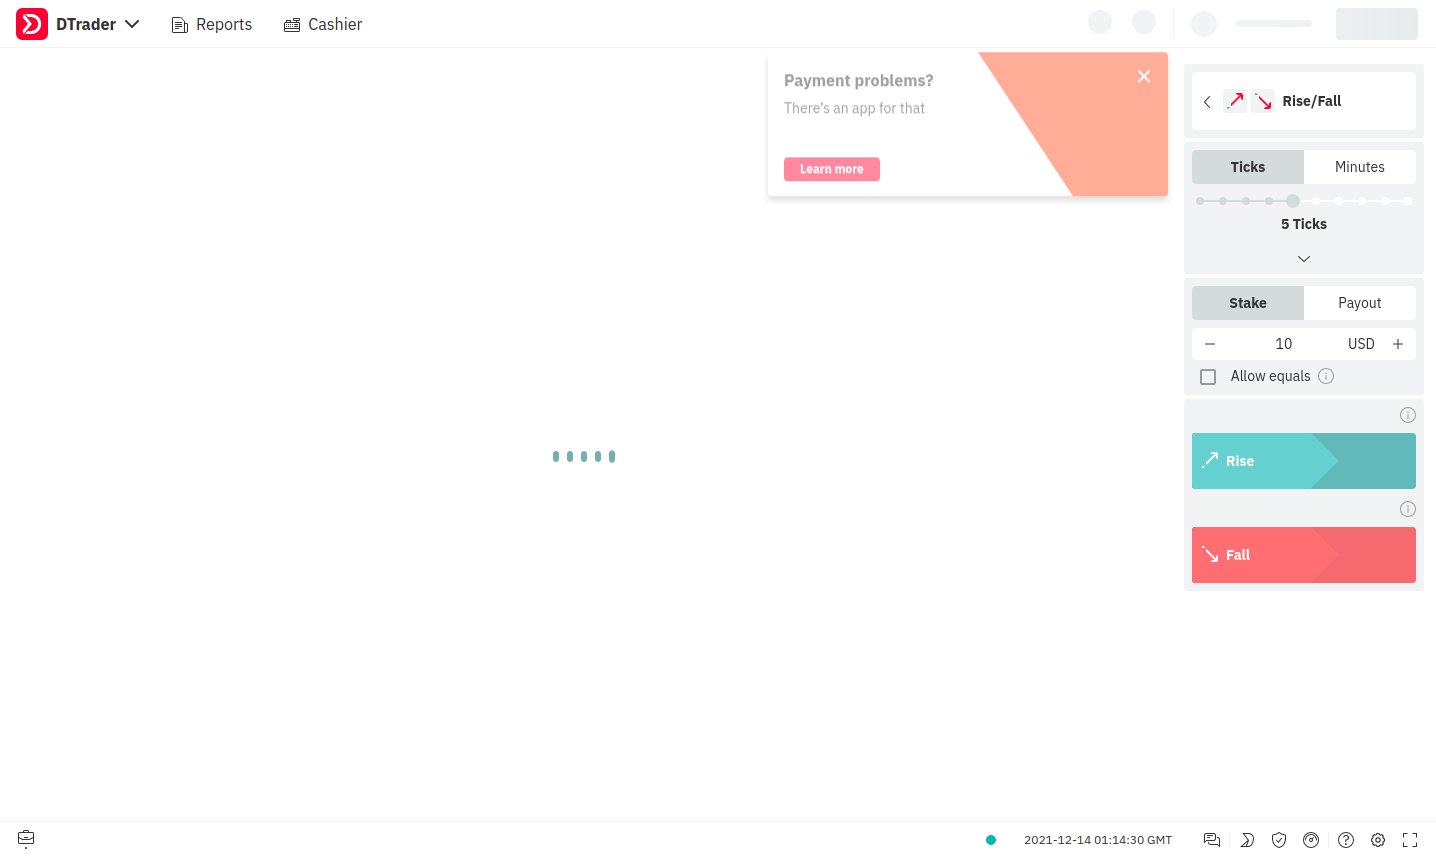 DTrader
Reports
Cashier
Payment problems?
There's an app for that
Learn more
Rise/Fall
Ticks
Minutes
5 Ticks
Stake
Payout
10
USD
Allow equals
Rise
Fall
2021-12-14 01:14:30 GMT